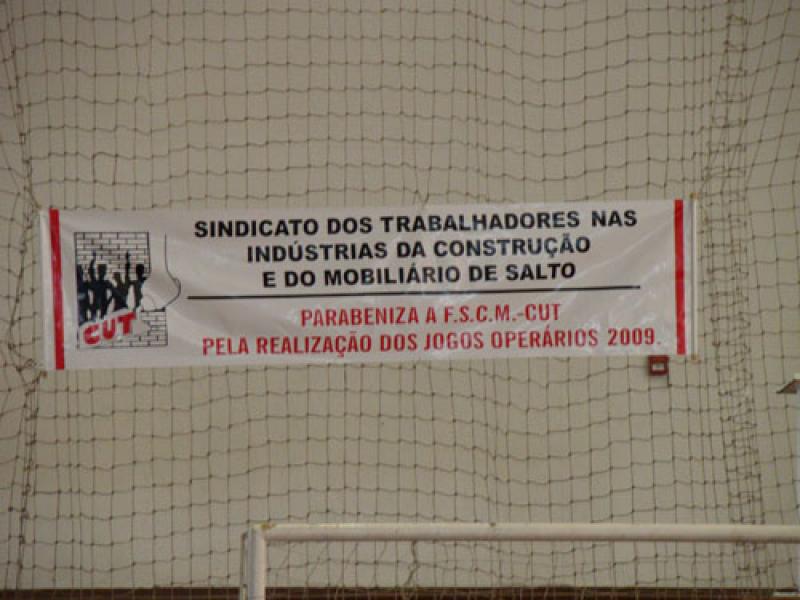 SINDICATO DOS TRABALHADORES NAS
INDÚSTRIAS DA CONSTRUÇÃO
E DO MOBILIÁRIO DE SALTO
CUT
PARABENIZA A F.S.C.M.-CUT
PELA REALIZAÇÃO DOS JOGOS OPERÁRIOS 2009.